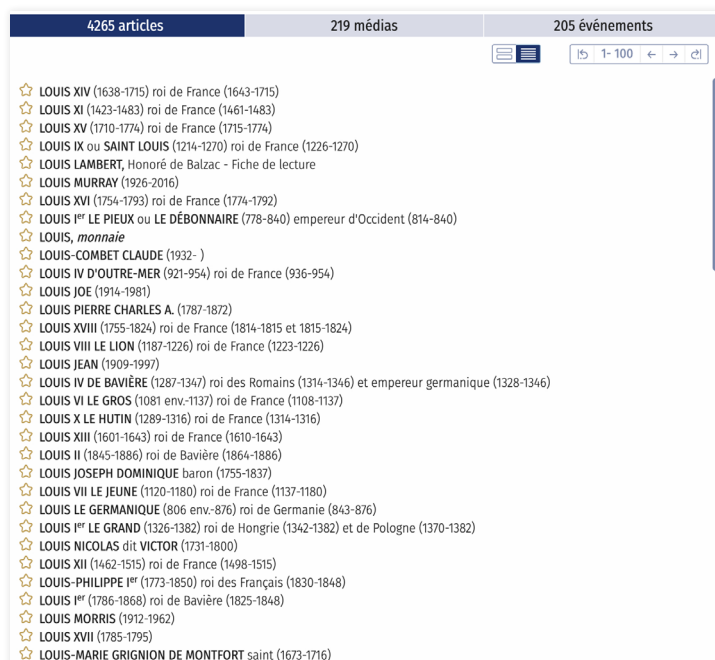 4265 articles 219 médias 205 événements
1- 100
LOUIS XIV (1638-1715) roi de France (1643-1715)
LOUIS XI (1423-1483) roi de France (1461-1483)
LOUIS XV (1710-1774) roi de France (1715-1774)
LOUIS IX ou SAINT LOUIS (1214-1270) roi de France (1226-1270)
LOUIS LAMBERT, Honoré de Balzac - Fiche de lecture
LOUIS MURRAY (1926-2016)
LOUIS XVI (1754-1793) roi de France (1774-1792)
LOUIS Ier LE PIEUX ou LE DÉBONNAIRE (778-840) empereur d'Occident (814-840)
LOUIS, monnaie
LOUIS-COMBET CLAUDE (1932- )
LOUIS IV D'OUTRE-MER (921-954) roi de France (936-954)
LOUIS JOE (1914-1981)
LOUIS PIERRE CHARLES A. (1787-1872)
LOUIS XVIII (1755-1824) roi de France (1814-1815 et 1815-1824)
LOUIS VIII LE LION (1187-1226) roi de France (1223-1226)
LOUIS JEAN (1909-1997)
LOUIS IV DE BAVIÈRE (1287-1347) roi des Romains (1314-1346) et empereur germanique (1328-1346)
LOUIS VI LE GROS (1081 env.-1137) roi de France (1108-1137)
LOUIS X LE HUTIN (1289-1316) roi de France (1314-1316)
LOUIS XIII (1601-1643) roi de France (1610-1643)
LOUIS II (1845-1886) roi de Bavière (1864-1886)
LOUIS JOSEPH DOMINIQUE baron (1755-1837)
LOUIS VII LE JEUNE (1120-1180) roi de France (1137-1180)
LOUIS LE GERMANIQUE (806 env.-876) roi de Germanie (843-876)
LOUIS Ier LE GRAND (1326-1382) roi de Hongrie (1342-1382) et de Pologne (1370-1382)
LOUIS NICOLAS dit VICTOR (1731-1800)
LOUIS XII (1462-1515) roi de France (1498-1515)
LOUIS-PHILIPPE Ier (1773-1850) roi des Français (1830-1848)
LOUIS Ier (1786-1868) roi de Bavière (1825-1848)
LOUIS MORRIS (1912-1962)
LOUIS XVII (1785-1795)
LOUIS-MARIE GRIGNION DE MONTFORT saint (1673-1716)